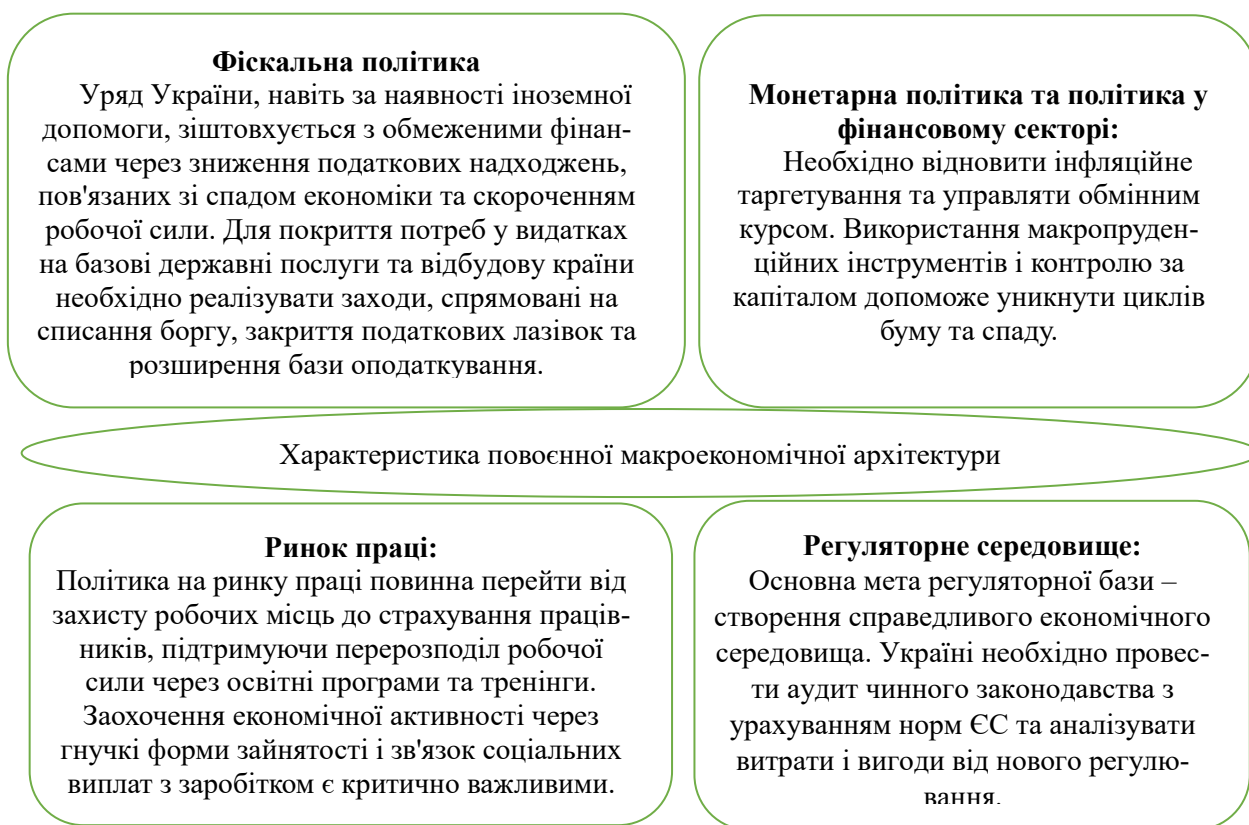 Фіскальна політика
Уряд України, навіть за наявності іноземної
допомоги, зіштовхується з обмеженими фінан-
сами через зниження податкових надходжень,
пов'язаних зі спадом економіки та скороченням
робочої сили. Для покриття потреб у видатках
на базові державні послуги та відбудову країни
необхідно реалізувати заходи, спрямовані на
списання боргу, закриття податкових лазівок та
розширення бази оподаткування.
Монетарна політика та політика у
фінансовому секторі:
Необхідно відновити інфляційне
таргетування та управляти обмінним
курсом. Використання макропруден-
ційних інструментів і контролю за
капіталом допоможе уникнути циклів
буму та спаду.
Характеристика повоєнної макроекономічної архітектури
Ринок праці:
Політика на ринку праці повинна перейти від
захисту робочих місць до страхування праців-
ників, підтримуючи перерозподіл робочої
сили через освітні програми та тренінги.
Заохочення економічної активності через
гнучкі форми зайнятості і зв'язок соціальних
виплат з заробітком є критично важливими.
Регуляторне середовище:
Основна мета регуляторної бази –
створення справедливого економічного
середовища. Україні необхідно провес-
ти аудит чинного законодавства з
урахуванням норм ЄС та аналізувати
витрати і вигоди від нового регулю-
вання.